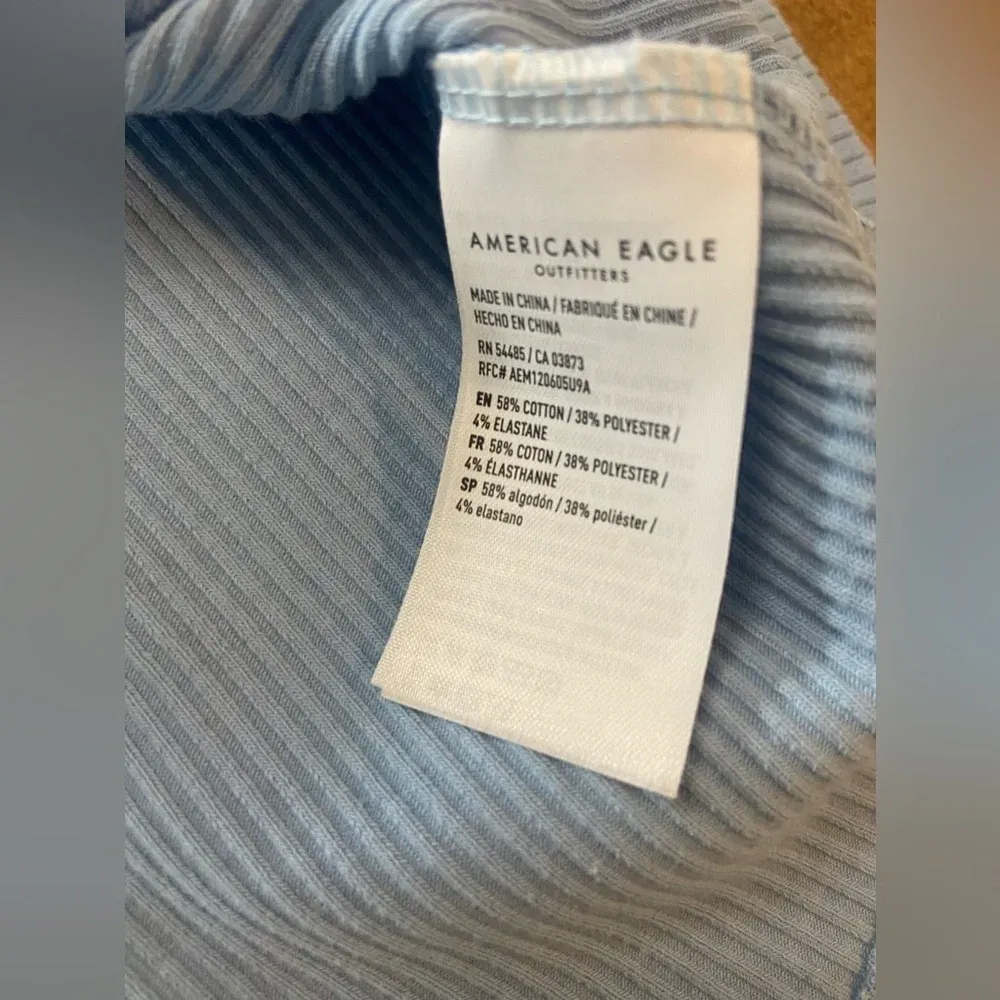 AMERICAN EAGLE
OUTFITTERS
MADE IN CHINA / FABRIQUÉ EN CHINE /
HECHO EN CHINA
RN 54485 / CA 03873
RFC# AEM120605U9A
EN 58% COTTON / 38% POLYESTER /
4% ELASTANE
FR 58% COTON / 38% POLYESTER /
4% ÉLASTHANNE
SP 58% algodón / 38% poliéster /
4% elastano